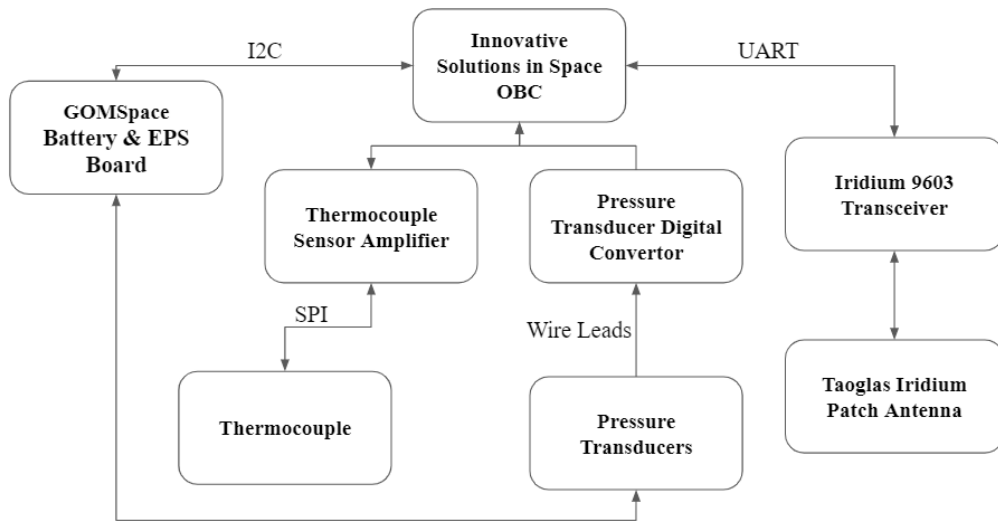 Innovative
Solutions in Space
OBC
I2C
UART
GOMSpace
Battery & EPS
Board
Thermocouple
Sensor Amplifier
Pressure
Transducer Digital
Convertor
Iridium 9603
Transceiver
SPI
Wire Leads
Thermocouple
Pressure
Transducers
Taoglas Iridium
Patch Antenna